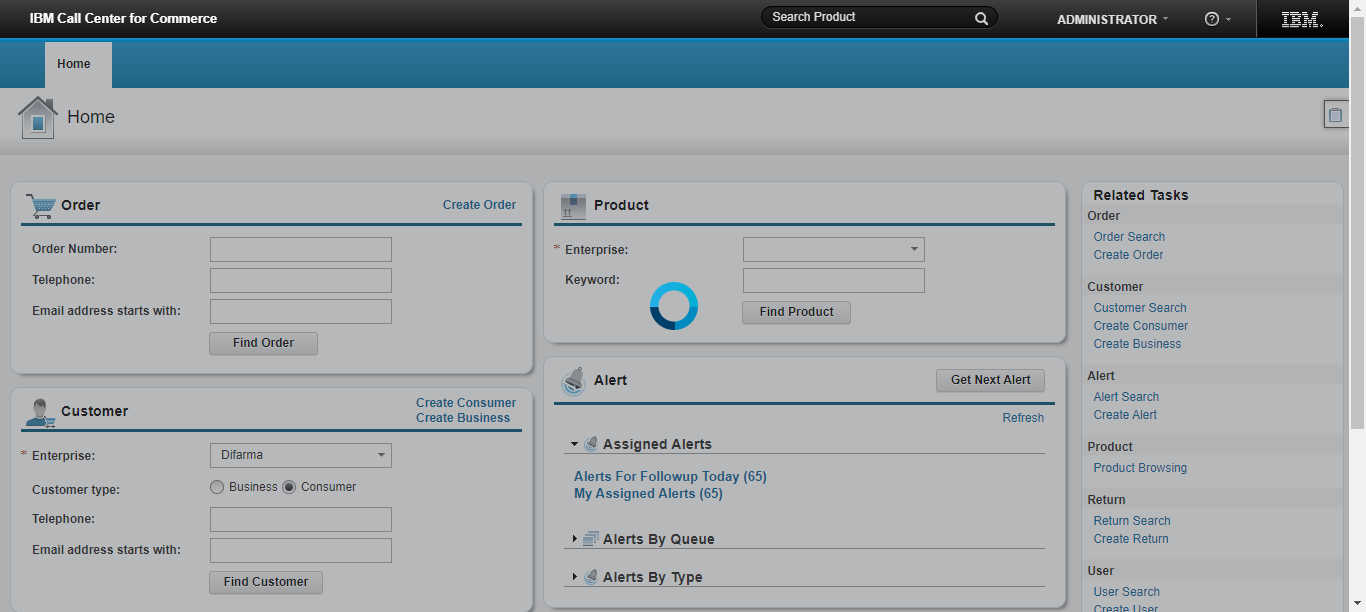 IBM Call Center for Commerce
Search Product
ADMINISTRATOR
?
IBM.
Home
Home
Order
Create Order
Order Number:
Telephone:
Email address starts with:
Find Order
Customer
Create Consumer
Create Business
* Enterprise:
Difarma
Customer type:
Business
Consumer
Telephone:
Email address starts with:
Find Customer
Product
* Enterprise:
Keyword:
Find Product
Alert
Get Next Alert
Refresh
Assigned Alerts
Alerts For Followup Today (65)
My Assigned Alerts (65)
Alerts By Queue
Alerts By Type
Related Tasks
Order
Order Search
Create Order
Customer
Customer Search
Create Consumer
Create Business
Alert
Alert Search
Create Alert
Product
Product Browsing
Return
Return Search
Create Return
User
User Search
Create User